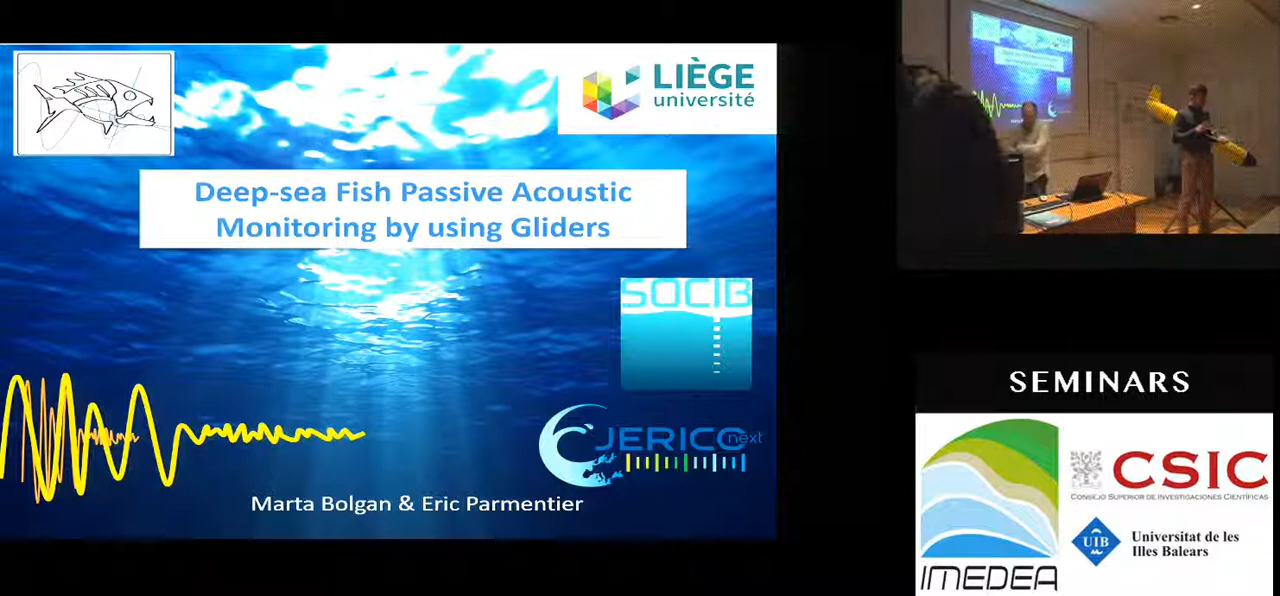 LIÈGE
université
Deep-sea Fish Passive Acoustic
Monitoring by using Gliders
SOCIB
JERICO next
Marta Bolgan & Eric Parmentier
SEMINARS
IMEDEA
CSIC
CONSEJO SUPERIOR DE INVESTIGACIONES CIENTÍFICAS
UIB
Universitat de les
Illes Balears